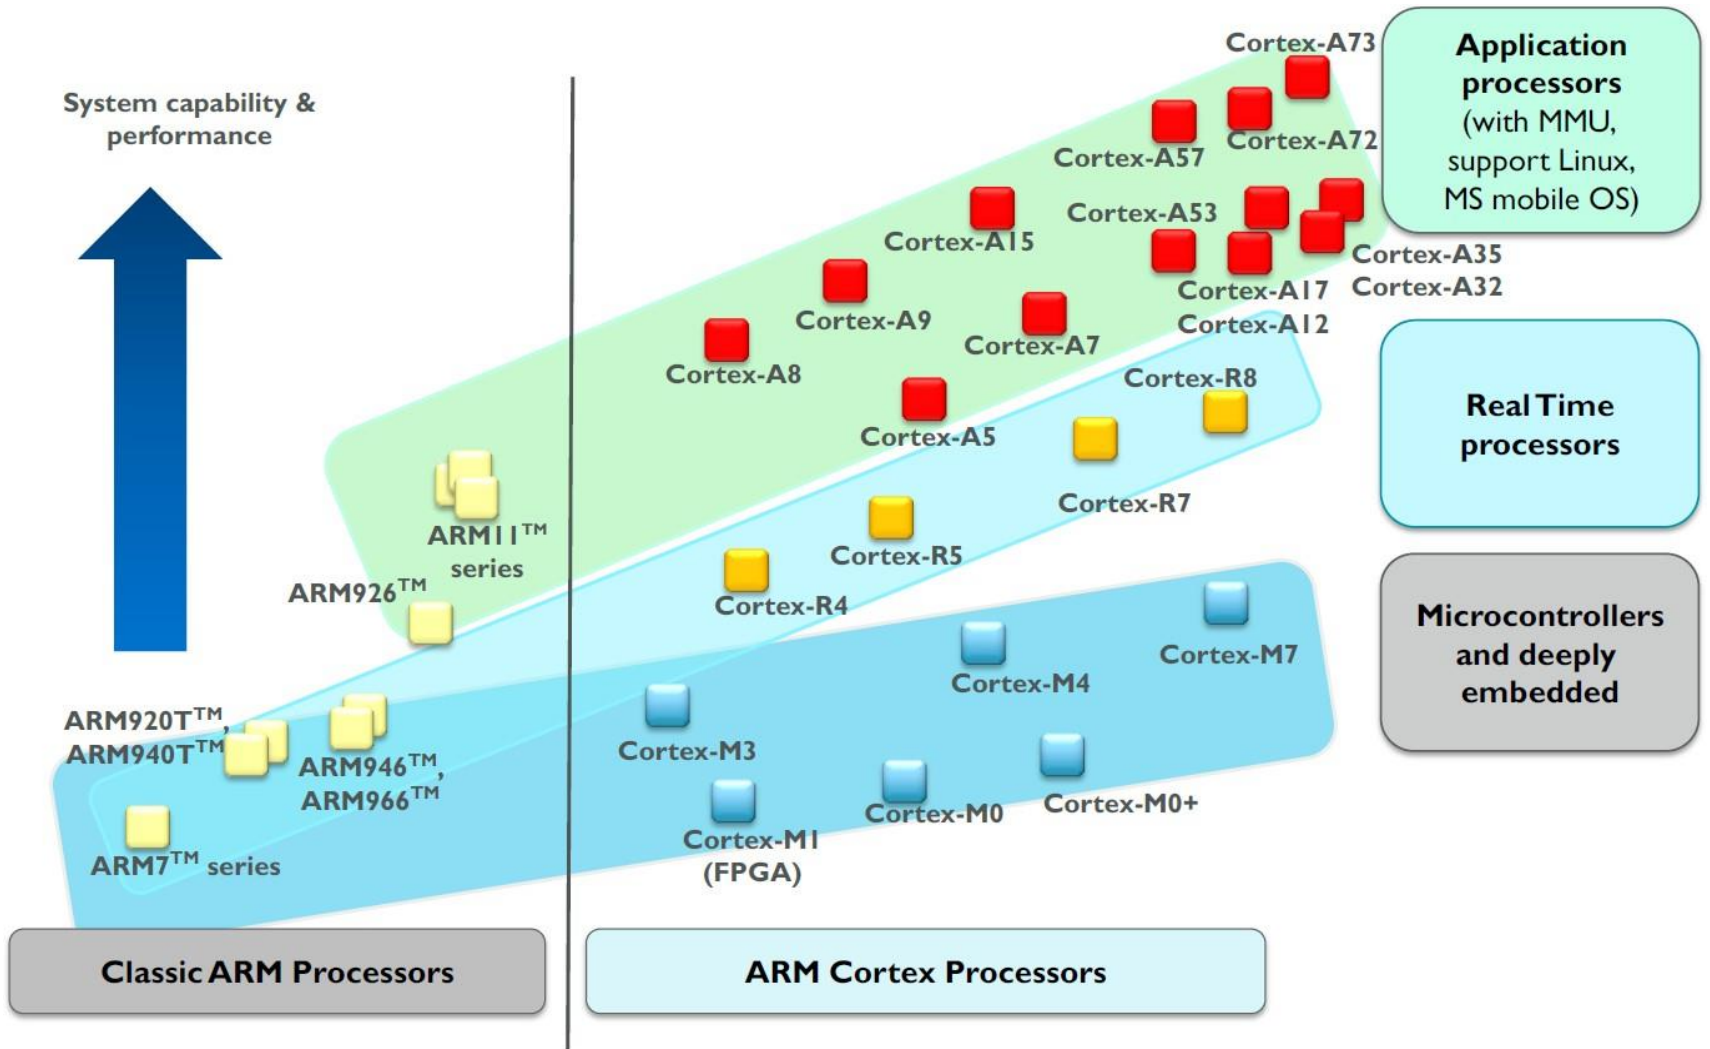 System capability &
performance
Cortex-A73
Cortex-A72
Cortex-A57
Cortex-A53
Cortex-A15
Cortex-A35
Cortex-A32
Cortex-A17
Cortex-A12
Cortex-A9
Cortex-A7
Cortex-A8
Cortex-A5
ARM11™
series
ARM926™
Cortex-R8
Cortex-R7
Cortex-R5
Cortex-R4
Cortex-M7
Cortex-M4
Cortex-M3
Cortex-M0+
Cortex-M0
Cortex-M1
(FPGA)
ARM920T™,
ARM940T™
ARM946™,
ARM966™
ARM7™ series
Application
processors
(with MMU,
support Linux,
MS mobile OS)
Real Time
processors
Microcontrollers
and deeply
embedded
Classic ARM Processors
ARM Cortex Processors